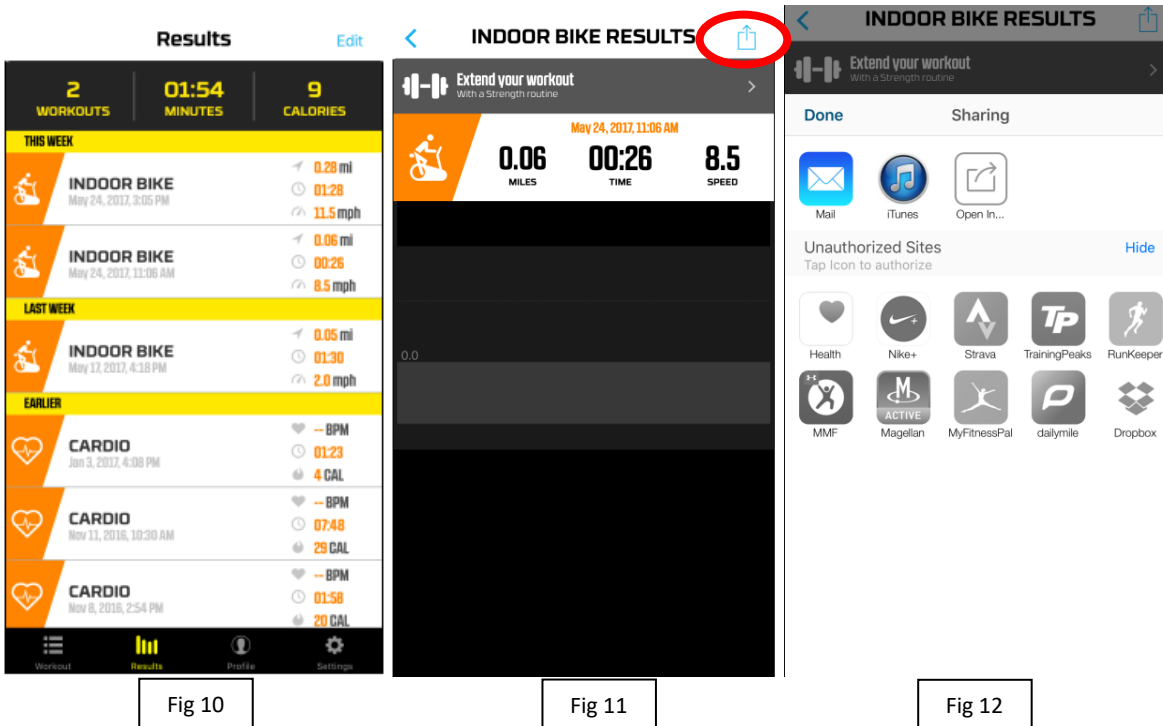 Results
Edit
2
WORKOUTS
01:54
MINUTES
9
CALORIES
THIS WEEK
INDOOR BIKE
May 24, 2017, 3:05 PM
0.28 mi
01:28
11.5 mph
INDOOR BIKE
May 24, 2017, 11:06 AM
0.06 mi
00:26
8.5 mph
LAST WEEK
INDOOR BIKE
May 17, 2017, 4:18 PM
0.05 mi
01:30
2.0 mph
EARLIER
CARDIO
Jan 3, 2017, 4:08 PM
-- BPM
01:23
4 CAL
CARDIO
Nov 11, 2016, 10:30 AM
-- BPM
07:48
29 CAL
CARDIO
Nov 8, 2016, 2:54 PM
-- BPM
01:58
20 CAL
Workout
Results
Profile
Settings
Fig 10
INDOOR BIKE RESULTS
Extend your workout
With a Strength routine
May 24, 2017, 11:06 AM
0.06
MILES
00:26
TIME
8.5
SPEED
0.0
Fig 11
INDOOR BIKE RESULTS
Extend your workout
With a Strength routine
Done
Sharing
Mail
iTunes
Open In...
Unauthorized Sites
Hide
Tap Icon to authorize
Health
Nike+
Strava
TP
TrainingPeaks
RunKeeper
MMF
M
ACTIVE
Magellan
MyFitnessPal
dailymile
Dropbox
Fig 12